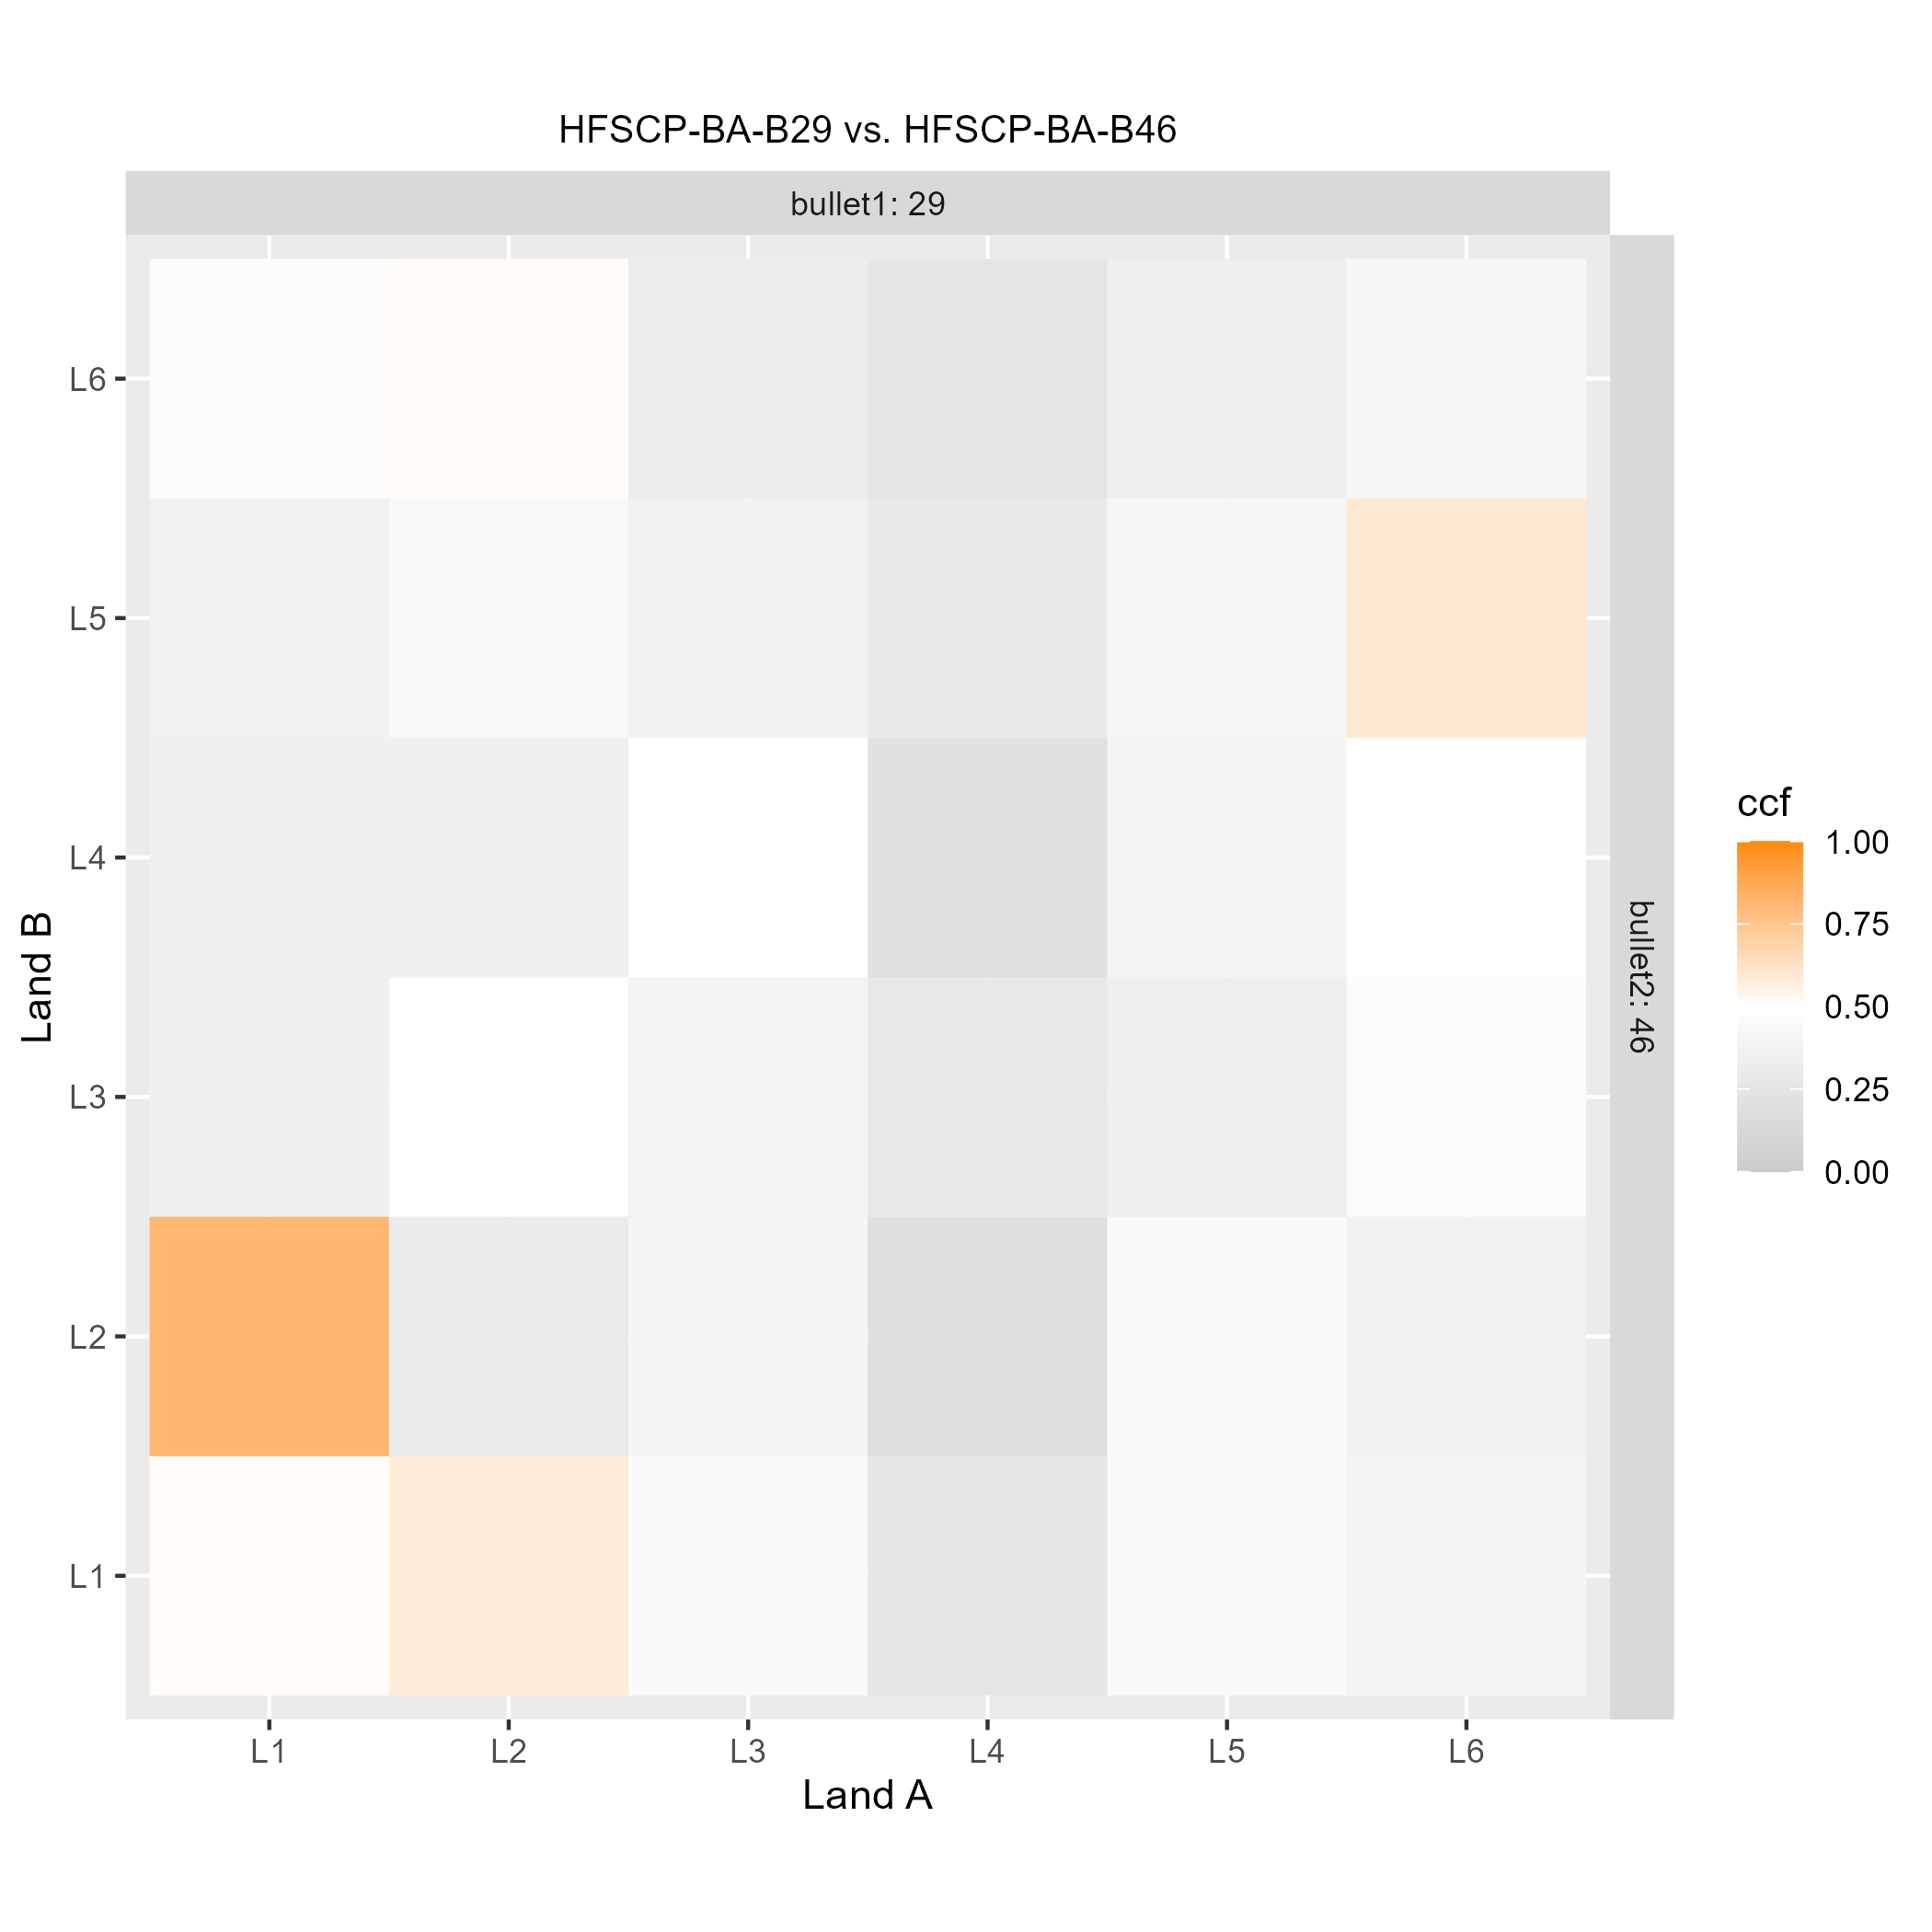 HFSCP-BA-B29 vs. HFSCP-BA-B46
bullet1: 29
L6
L5
L4
L3
L2
L1
Land B
L1 L2 L3 L4 L5 L6
Land A
bullet2: 46
ccf
1.00
0.75
0.50
0.25
0.00